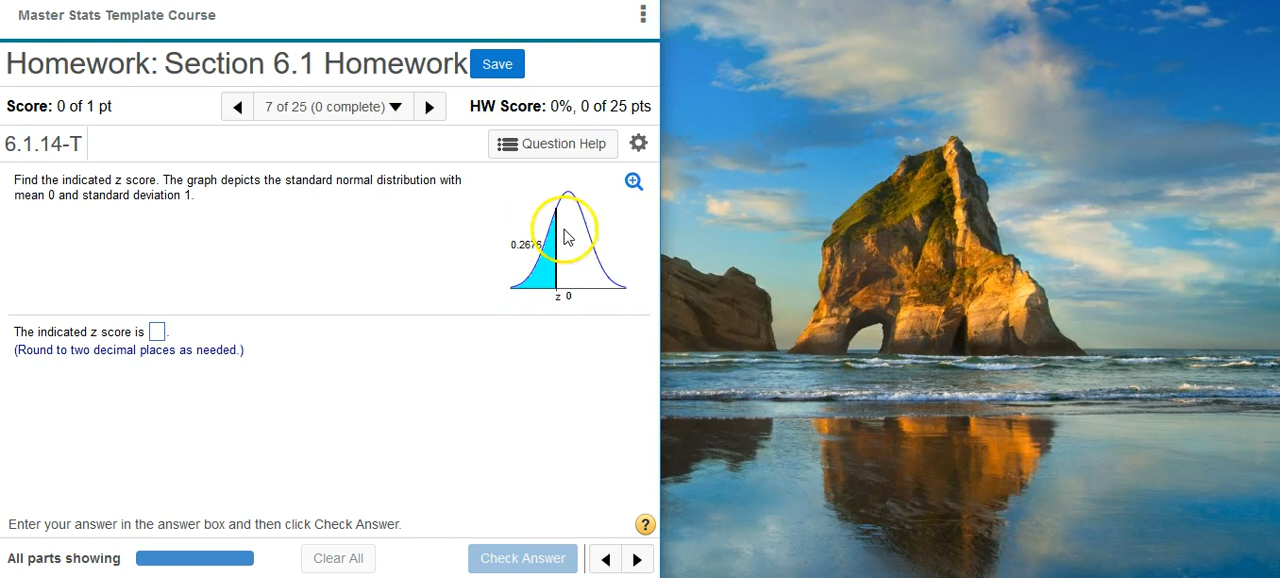 Master Stats Template Course
Homework: Section 6.1 Homework Save
Score: 0 of 1 pt 7 of 25 (0 complete) HW Score: 0%, 0 of 25 pts
6.1.14-T Question Help
Find the indicated z score. The graph depicts the standard normal distribution with
mean 0 and standard deviation 1.
0.2676
z 0
The indicated z score is .
(Round to two decimal places as needed.)
Enter your answer in the answer box and then click Check Answer.
?
All parts showing Clear All Check Answer